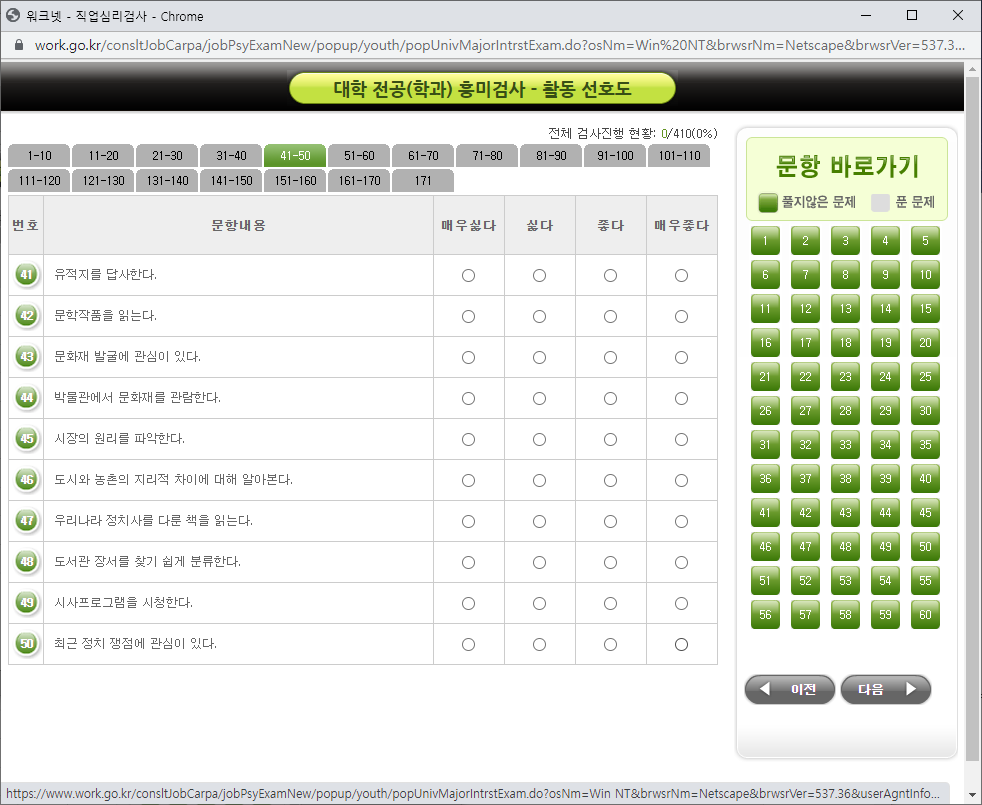 워크넷 - 직업심리검사 - Chrome
work.go.kr/consltJobCarpa/jobPsyExamNew/popup/youth/popUnivMajorIntrstExam.do?osNm=Win%20NT&brwsrNm=Netscape&brwsrVer=537.3...
대학 전공(학과) 흥미검사 - 활동 선호도
전체 검사진행 현황: 0/410(0%)
1-10 11-20 21-30 31-40 41-50 51-60 61-70 71-80 81-90 91-100 101-110
111-120 121-130 131-140 141-150 151-160 161-170 171
번호 문항내용 매우싫다 싫다 좋다 매우좋다
41 유적지를 답사한다.
42 문학작품을 읽는다.
43 문화재 발굴에 관심이 있다.
44 박물관에서 문화재를 관람한다.
45 시장의 원리를 파악한다.
46 도시와 농촌의 지리적 차이에 대해 알아본다.
47 우리나라 정치사를 다룬 책을 읽는다.
48 도서관 장서를 찾기 쉽게 분류한다.
49 시사프로그램을 시청한다.
50 최근 정치 쟁점에 관심이 있다.
문항 바로가기
풀지않은 문제 푼 문제
1 2 3 4 5
6 7 8 9 10
11 12 13 14 15
16 17 18 19 20
21 22 23 24 25
26 27 28 29 30
31 32 33 34 35
36 37 38 39 40
41 42 43 44 45
46 47 48 49 50
51 52 53 54 55
56 57 58 59 60
이전 다음
https://www.work.go.kr/consltJobCarpa/jobPsyExamNew/popup/youth/popUnivMajorIntrstExam.do?osNm=Win NT&brwsrNm=Netscape&brwsrVer=537.36&userAgntInfo...